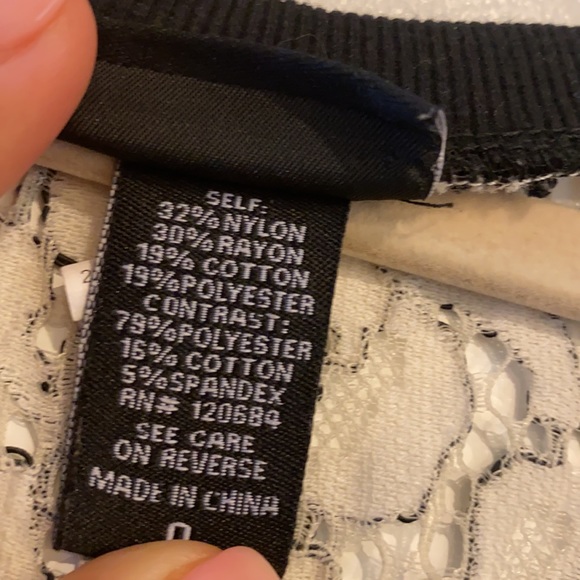 SELF:
32% NYLON
30% RAYON
19% COTTON
19% POLYESTER
CONTRAST:
79% POLYESTER
16% COTTON
5% SPANDEX
RN# 120684
SEE CARE
ON REVERSE
MADE IN CHINA
0